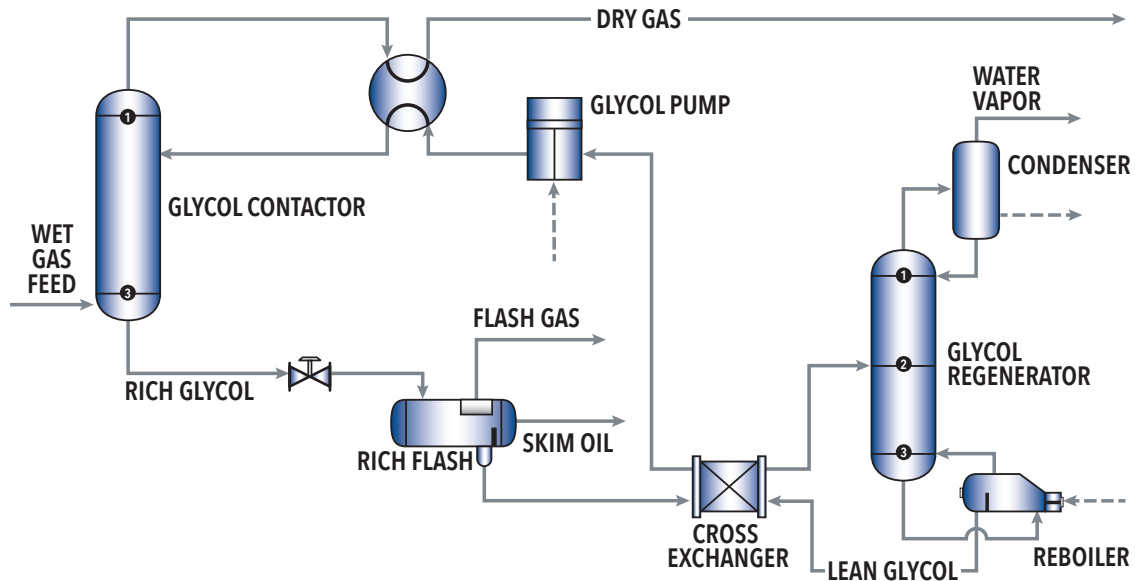 DRY GAS
WATER
VAPOR
GLYCOL PUMP
1
CONDENSER
GLYCOL CONTACTOR
WET
GAS
FEED
1
3
FLASH GAS
2
GLYCOL
REGENERATOR
RICH GLYCOL
SKIM OIL
RICH FLASH
3
CROSS
EXCHANGER
LEAN GLYCOL
REBOILER